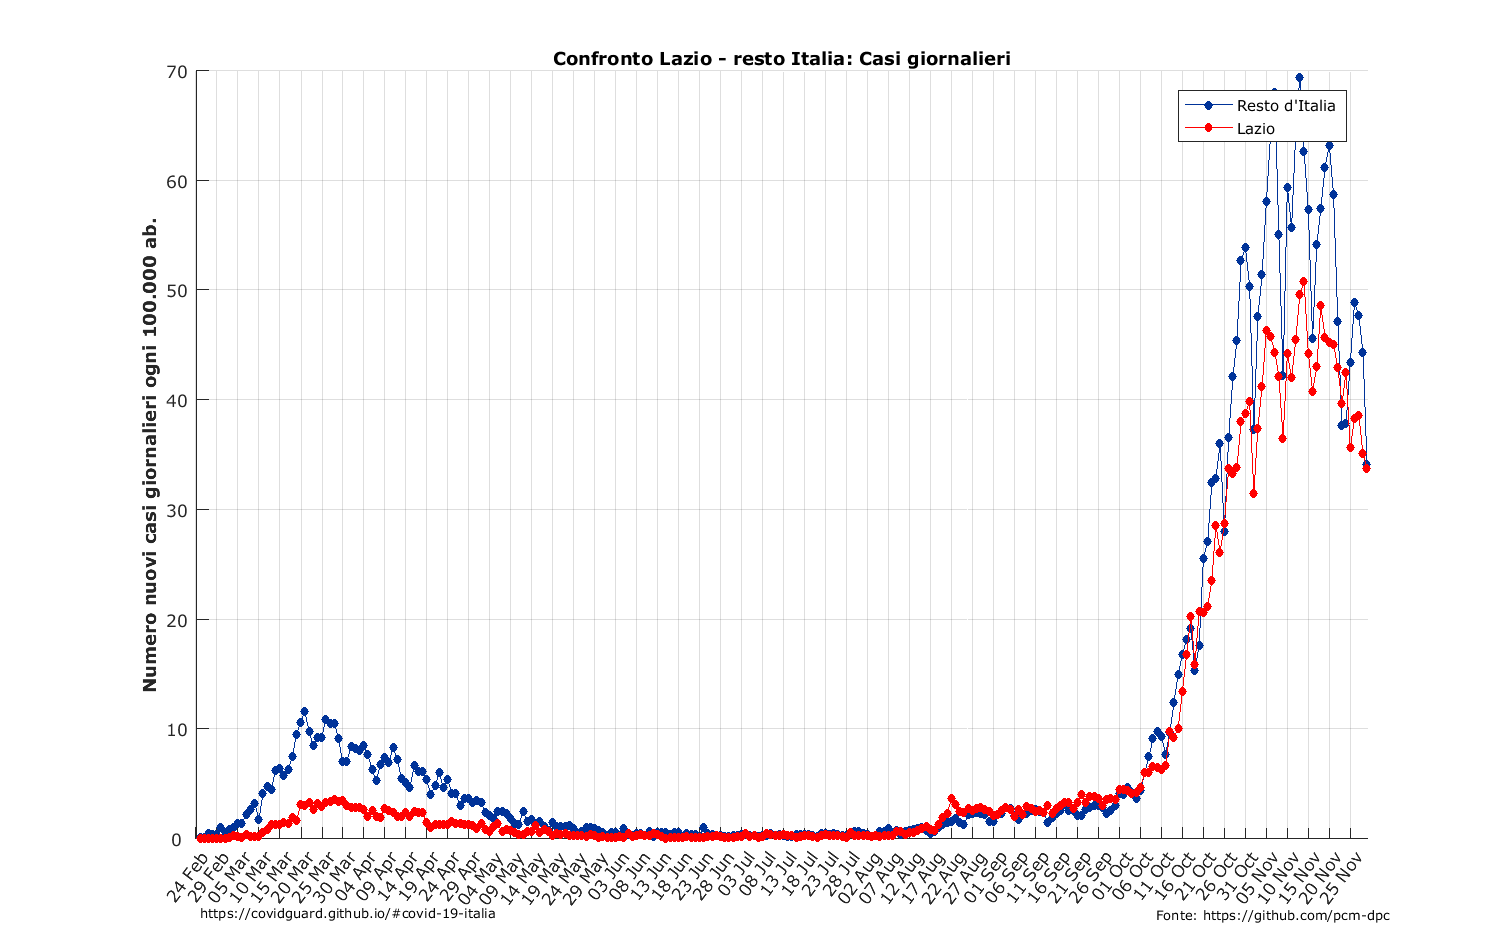 Confronto Lazio - resto Italia: Casi giornalieri
Numero nuovi casi giornalieri ogni 100.000 ab.
70
60
50
40
30
20
10
0
Resto d'Italia
Lazio
24 Feb
29 Feb
05 Mar
10 Mar
15 Mar
20 Mar
25 Mar
30 Mar
04 Apr
09 Apr
14 Apr
19 Apr
24 Apr
29 Apr
04 May
09 May
14 May
19 May
24 May
29 May
03 Jun
08 Jun
13 Jun
18 Jun
23 Jun
28 Jun
03 Jul
08 Jul
13 Jul
18 Jul
23 Jul
28 Jul
02 Aug
07 Aug
12 Aug
17 Aug
22 Aug
27 Aug
01 Sep
06 Sep
11 Sep
16 Sep
21 Sep
26 Sep
01 Oct
06 Oct
11 Oct
16 Oct
21 Oct
26 Oct
31 Oct
05 Nov
10 Nov
15 Nov
20 Nov
25 Nov
https://covidguard.github.io/#covid-19-italia
Fonte: https://github.com/pcm-dpc